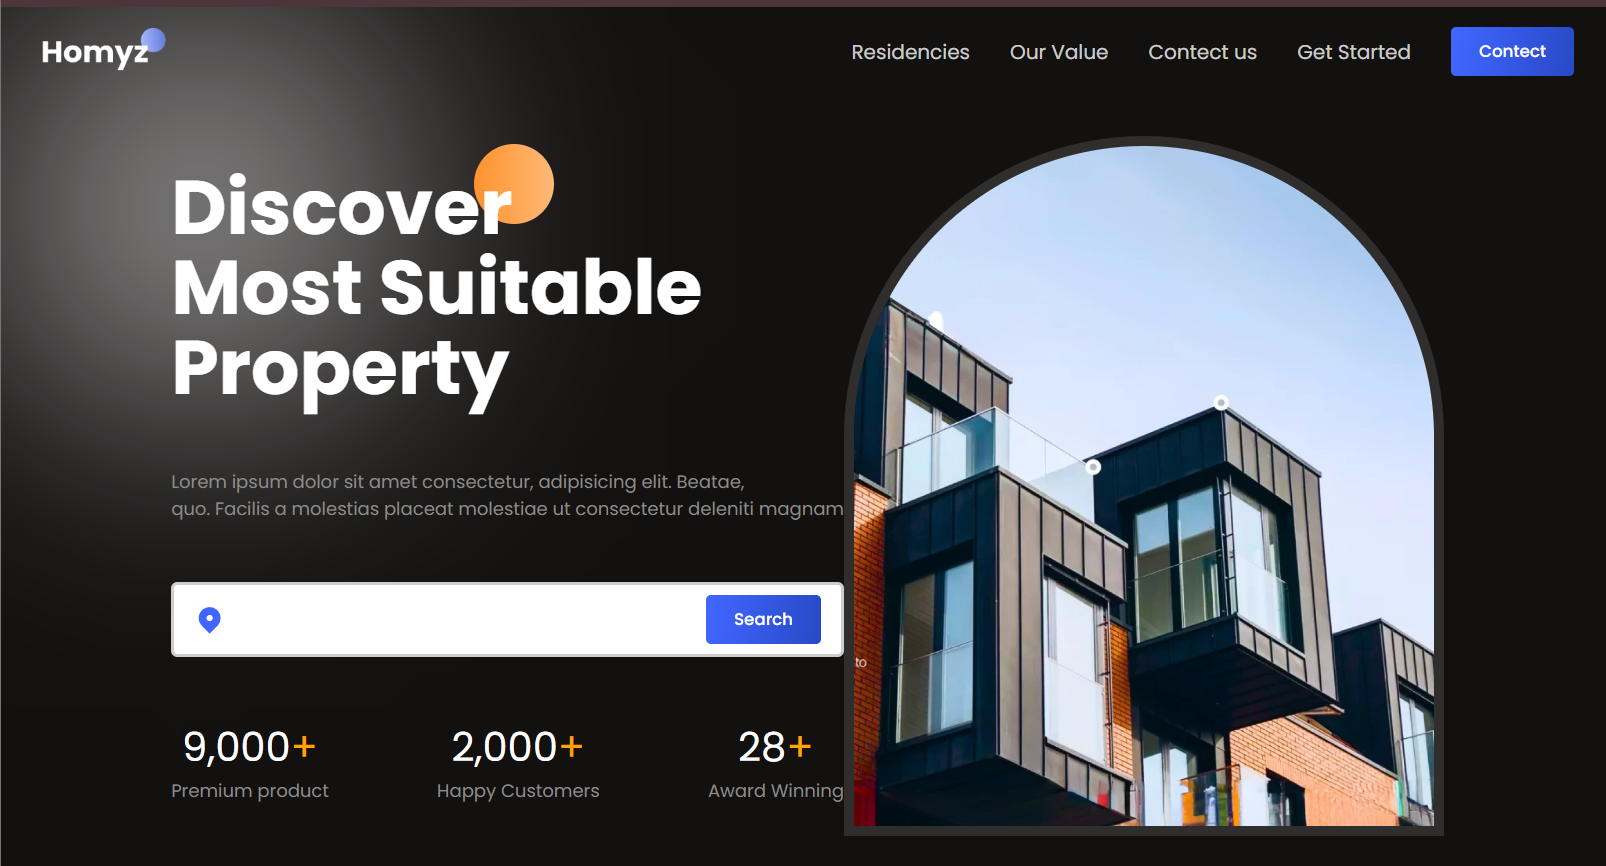 Homyz
Residencies
Our Value
Contect us
Get Started
Contect
Discover
Most Suitable
Property
Lorem ipsum dolor sit amet consectetur, adipisicing elit. Beatae,
quo. Facilis a molestias placeat molestiae ut consectetur deleniti magnam
Search
to
9,000+
2,000+
28+
Premium product
Happy Customers
Award Winning